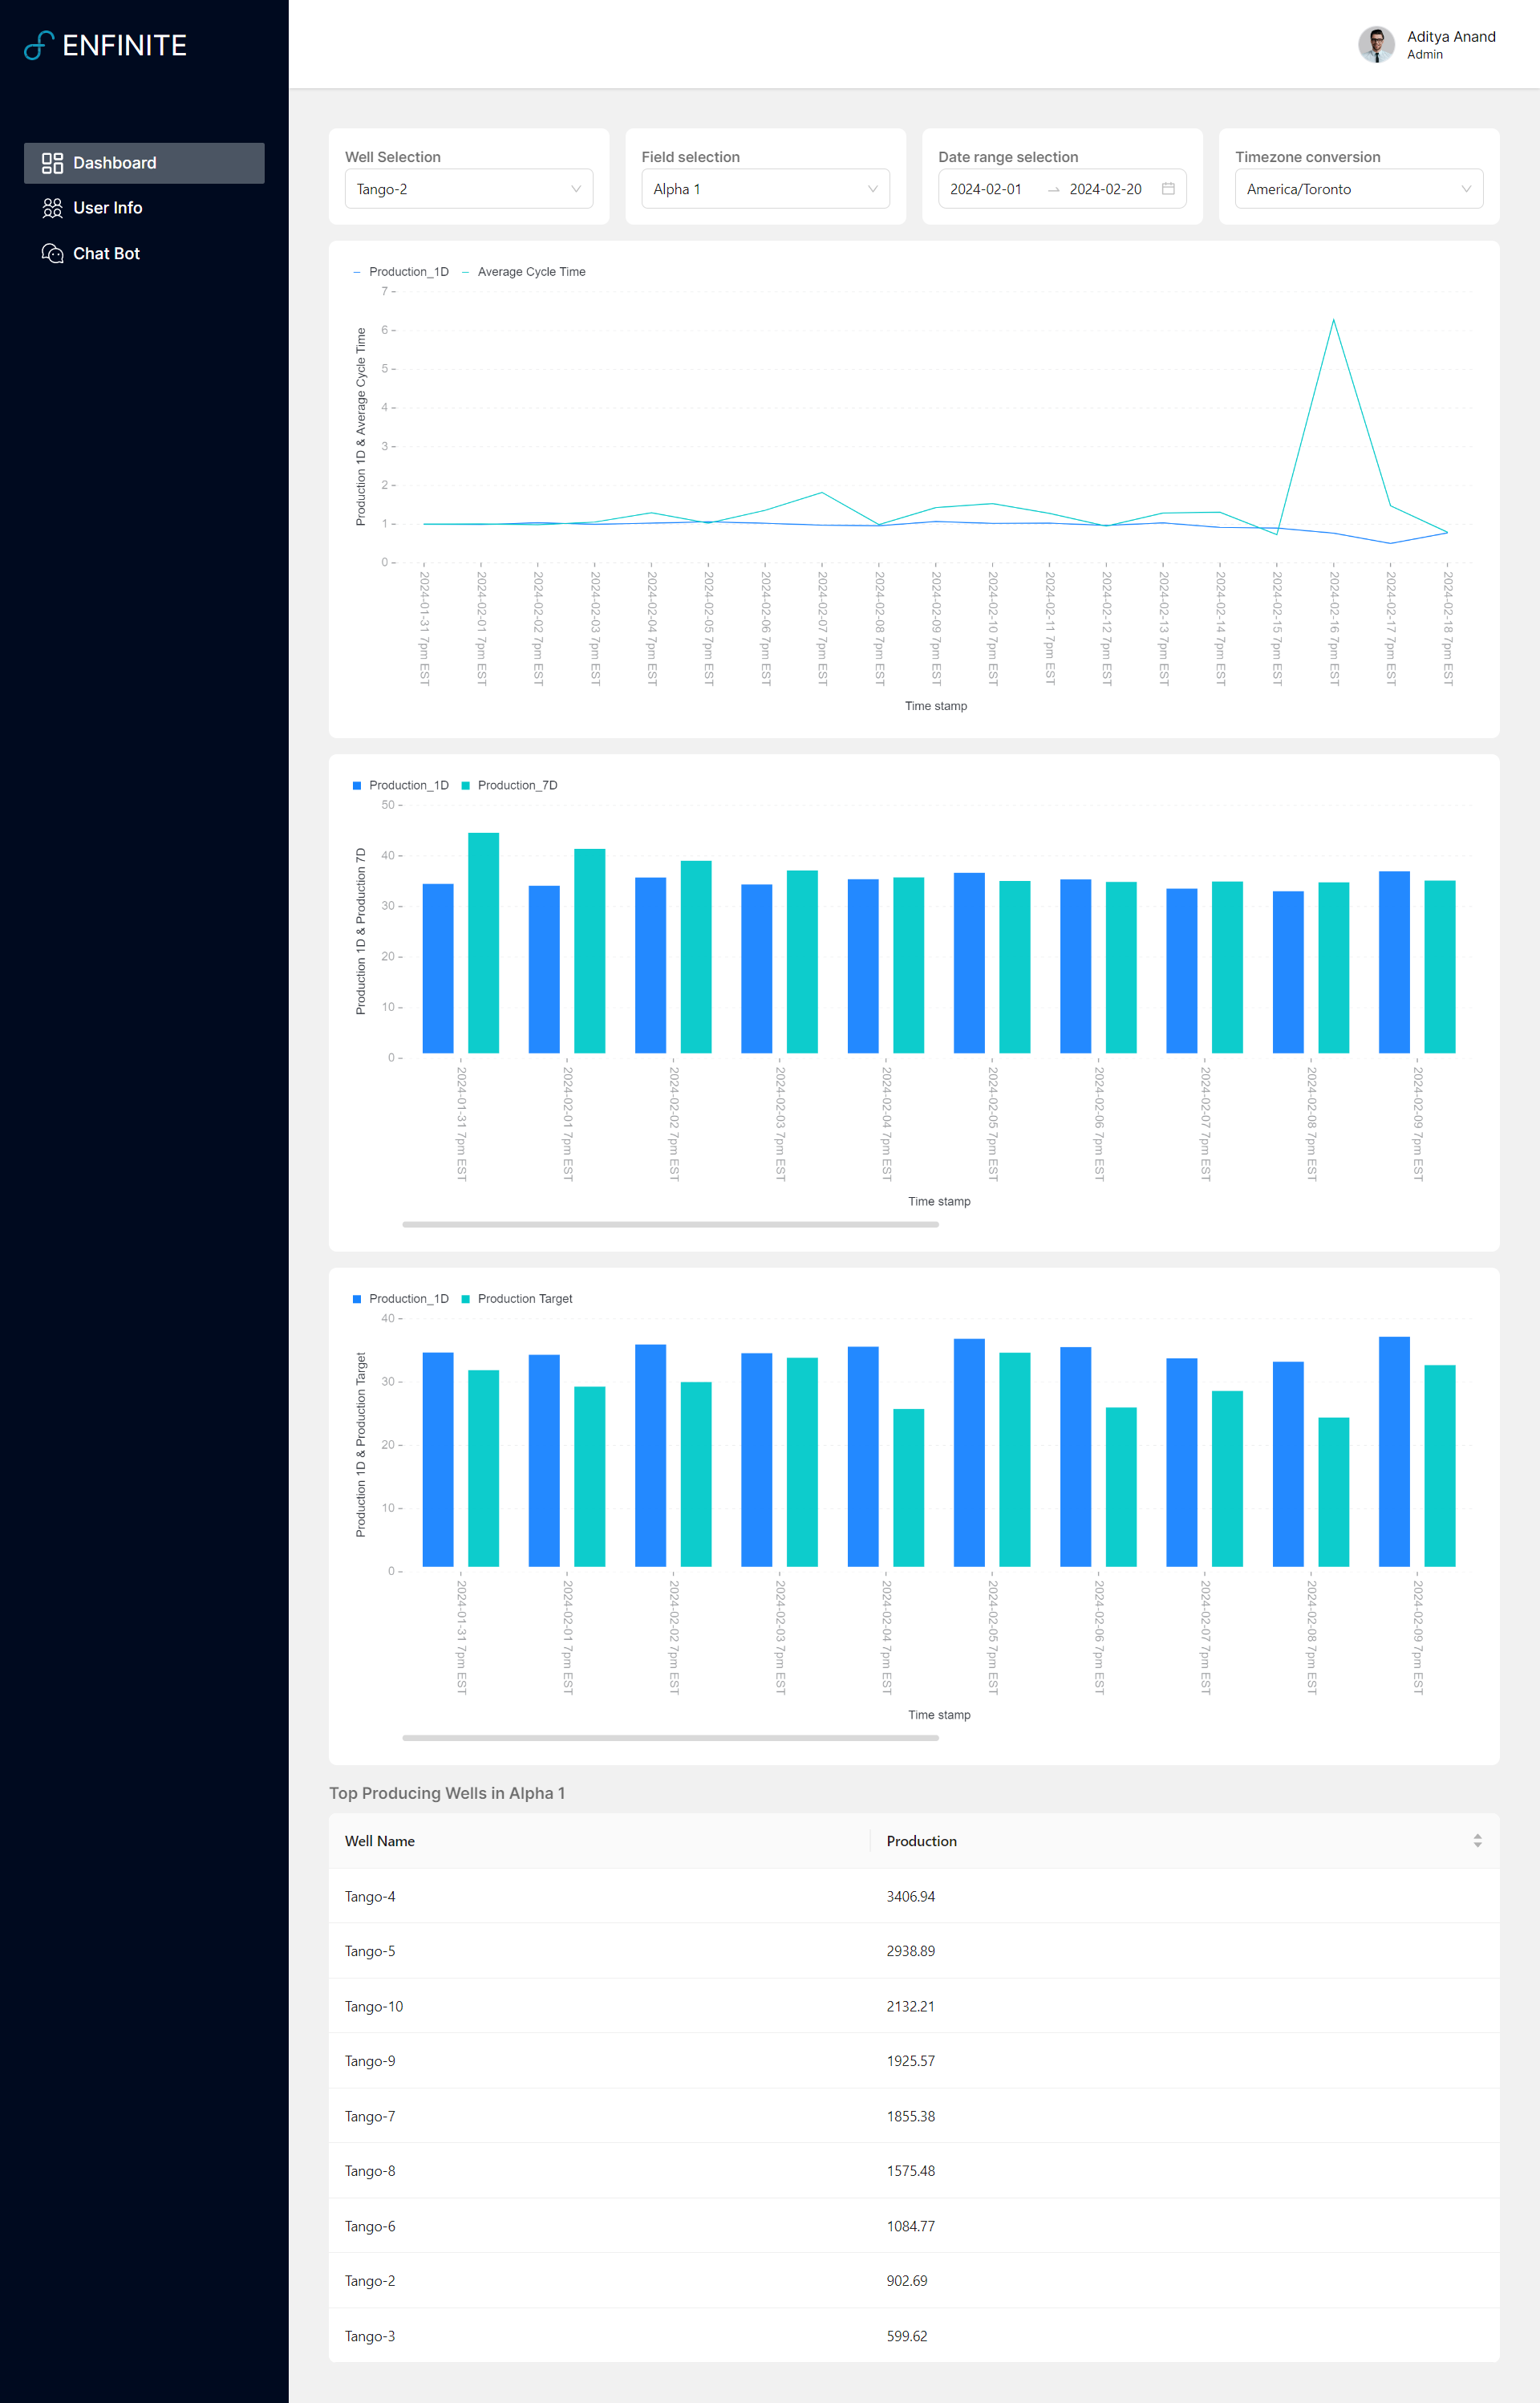 ENFINITE
Aditya Anand
Admin
Dashboard
User Info
Chat Bot
Well Selection
Tango-2
Field selection
Alpha 1
Date range selection
2024-02-01 → 2024-02-20
Timezone conversion
America/Toronto
Production_1D Average Cycle Time
Production 1D & Average Cycle Time
7
6
5
4
3
2
1
0
2024-01-31 7pm EST
2024-02-01 7pm EST
2024-02-02 7pm EST
2024-02-03 7pm EST
2024-02-04 7pm EST
2024-02-05 7pm EST
2024-02-06 7pm EST
2024-02-07 7pm EST
2024-02-08 7pm EST
2024-02-09 7pm EST
2024-02-10 7pm EST
2024-02-11 7pm EST
2024-02-12 7pm EST
2024-02-13 7pm EST
2024-02-14 7pm EST
2024-02-15 7pm EST
2024-02-16 7pm EST
2024-02-17 7pm EST
2024-02-18 7pm EST
Time stamp
Production_1D Production_7D
Production 1D & Production 7D
50
40
30
20
10
0
2024-01-31 7pm EST
2024-02-01 7pm EST
2024-02-02 7pm EST
2024-02-03 7pm EST
2024-02-04 7pm EST
2024-02-05 7pm EST
2024-02-06 7pm EST
2024-02-07 7pm EST
2024-02-08 7pm EST
2024-02-09 7pm EST
Time stamp
Production_1D Production Target
Production 1D & Production Target
40
30
20
10
0
2024-01-31 7pm EST
2024-02-01 7pm EST
2024-02-02 7pm EST
2024-02-03 7pm EST
2024-02-04 7pm EST
2024-02-05 7pm EST
2024-02-06 7pm EST
2024-02-07 7pm EST
2024-02-08 7pm EST
2024-02-09 7pm EST
Time stamp
Top Producing Wells in Alpha 1
Well Name Production
Tango-4 3406.94
Tango-5 2938.89
Tango-10 2132.21
Tango-9 1925.57
Tango-7 1855.38
Tango-8 1575.48
Tango-6 1084.77
Tango-2 902.69
Tango-3 599.62